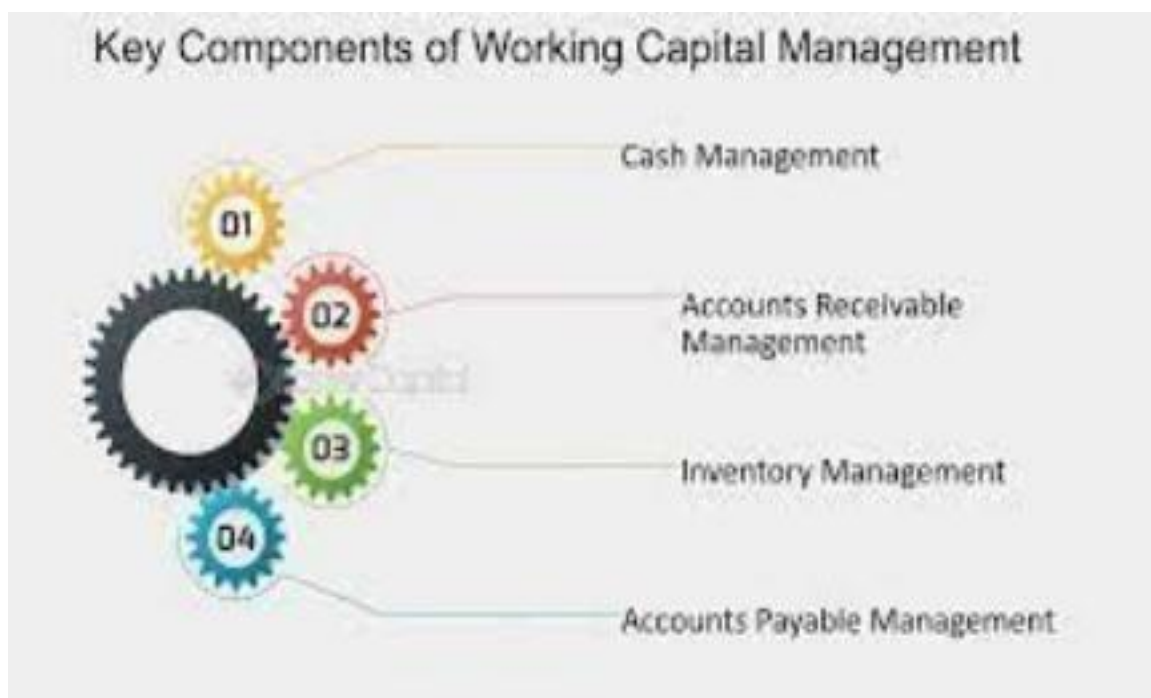 Key Components of Working Capital Management
01
Cash Management
02
Accounts Receivable
Management
03
Inventory Management
04
Accounts Payable Management